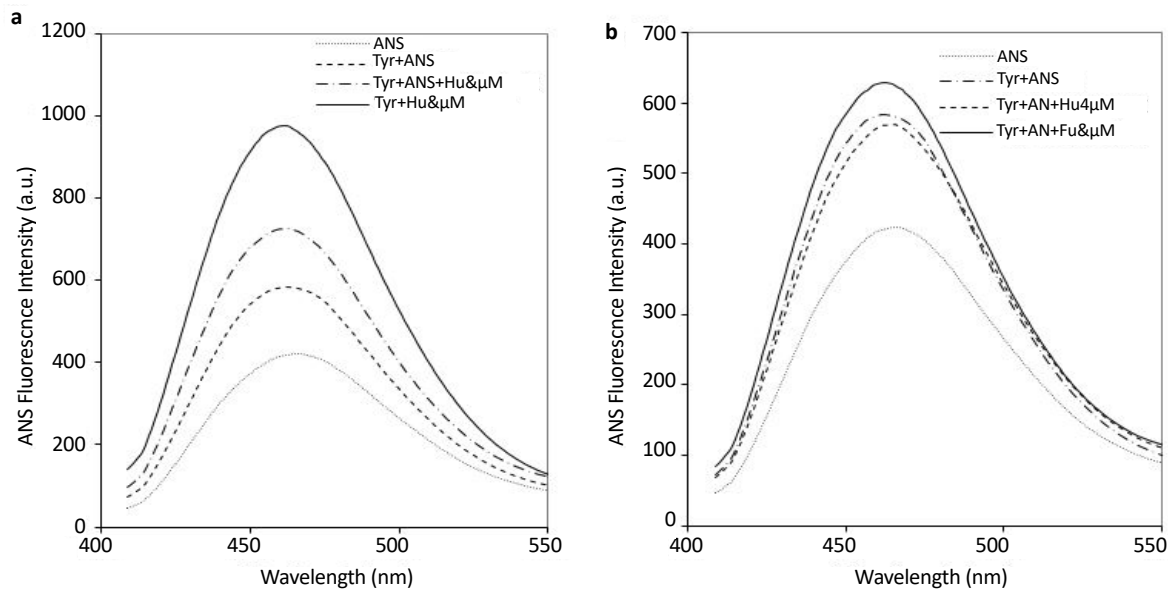 a
1200
1000
800
600
400
200
0
400
450
500
550
ANS Fluorescnce Intensity (a.u.)
Wavelength (nm)
ANS
Tyr+ANS
Tyr+ANS+Hu&μM
Tyr+Hu&μM
b
700
600
500
400
300
200
100
0
400
450
500
550
ANS Fluorescnce Intensity (a.u.)
Wavelength (nm)
ANS
Tyr+ANS
Tyr+AN+Hu4μM
Tyr+AN+Fu&μM